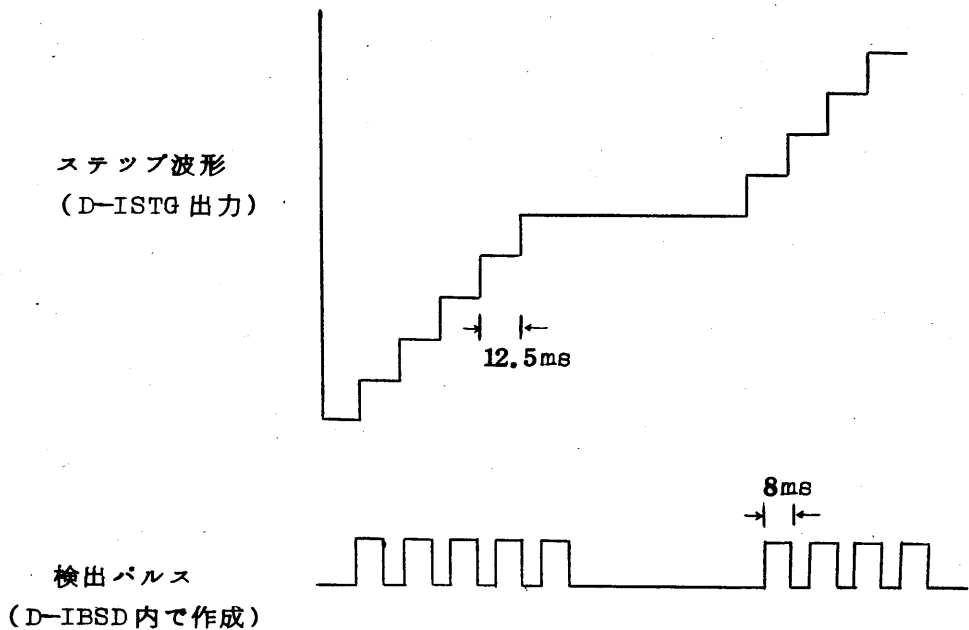 ステップ波形
（D-ISTG 出力）
12.5ms
8ms
検出パルス
（D-IBSD 内で作成）